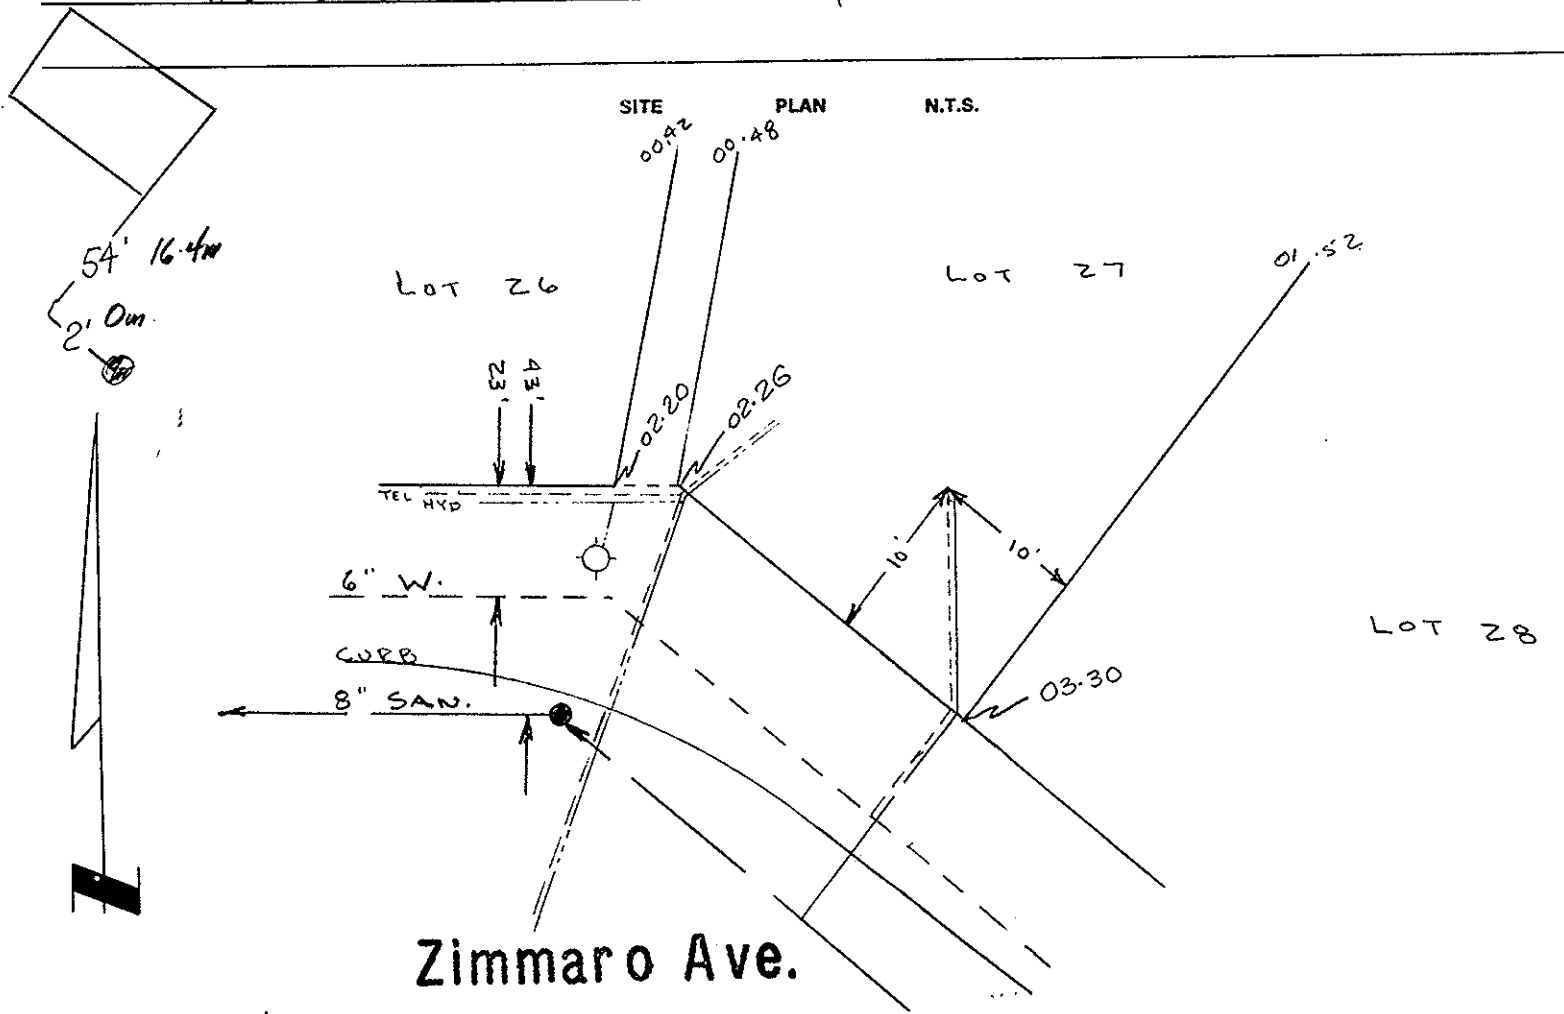 SITE PLAN N.T.S.
00.42 00.48
54' 16.4m
2' 0m.
LOT 26
LOT 27
01.52
23' 43'
02.20
02.26
TEL
HYD
10' 10'
6" W.
LOT 28
CURB
8" SAN.
03.30
Zimmaro Ave.